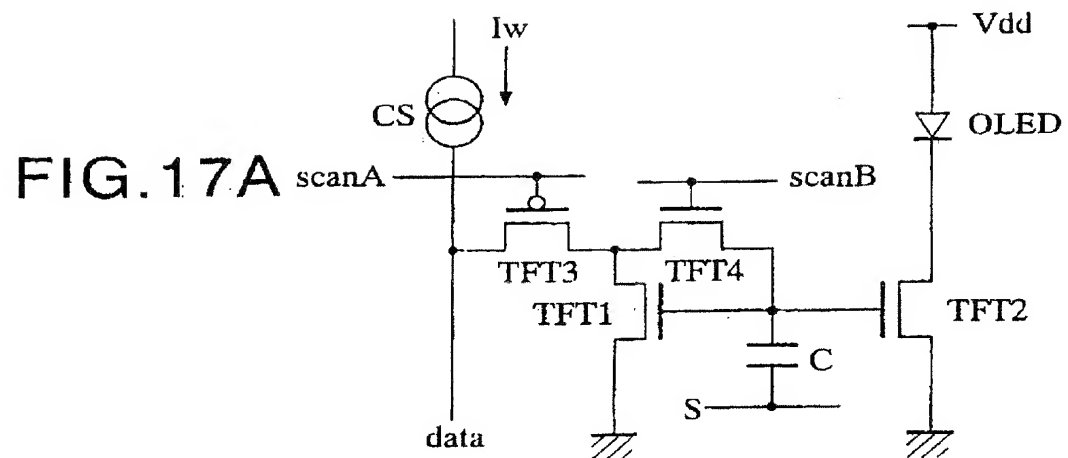 Iw
Vdd
CS
OLED
FIG.17A
scanA
scanB
TFT3
TFT4
TFT1
TFT2
C
S
data